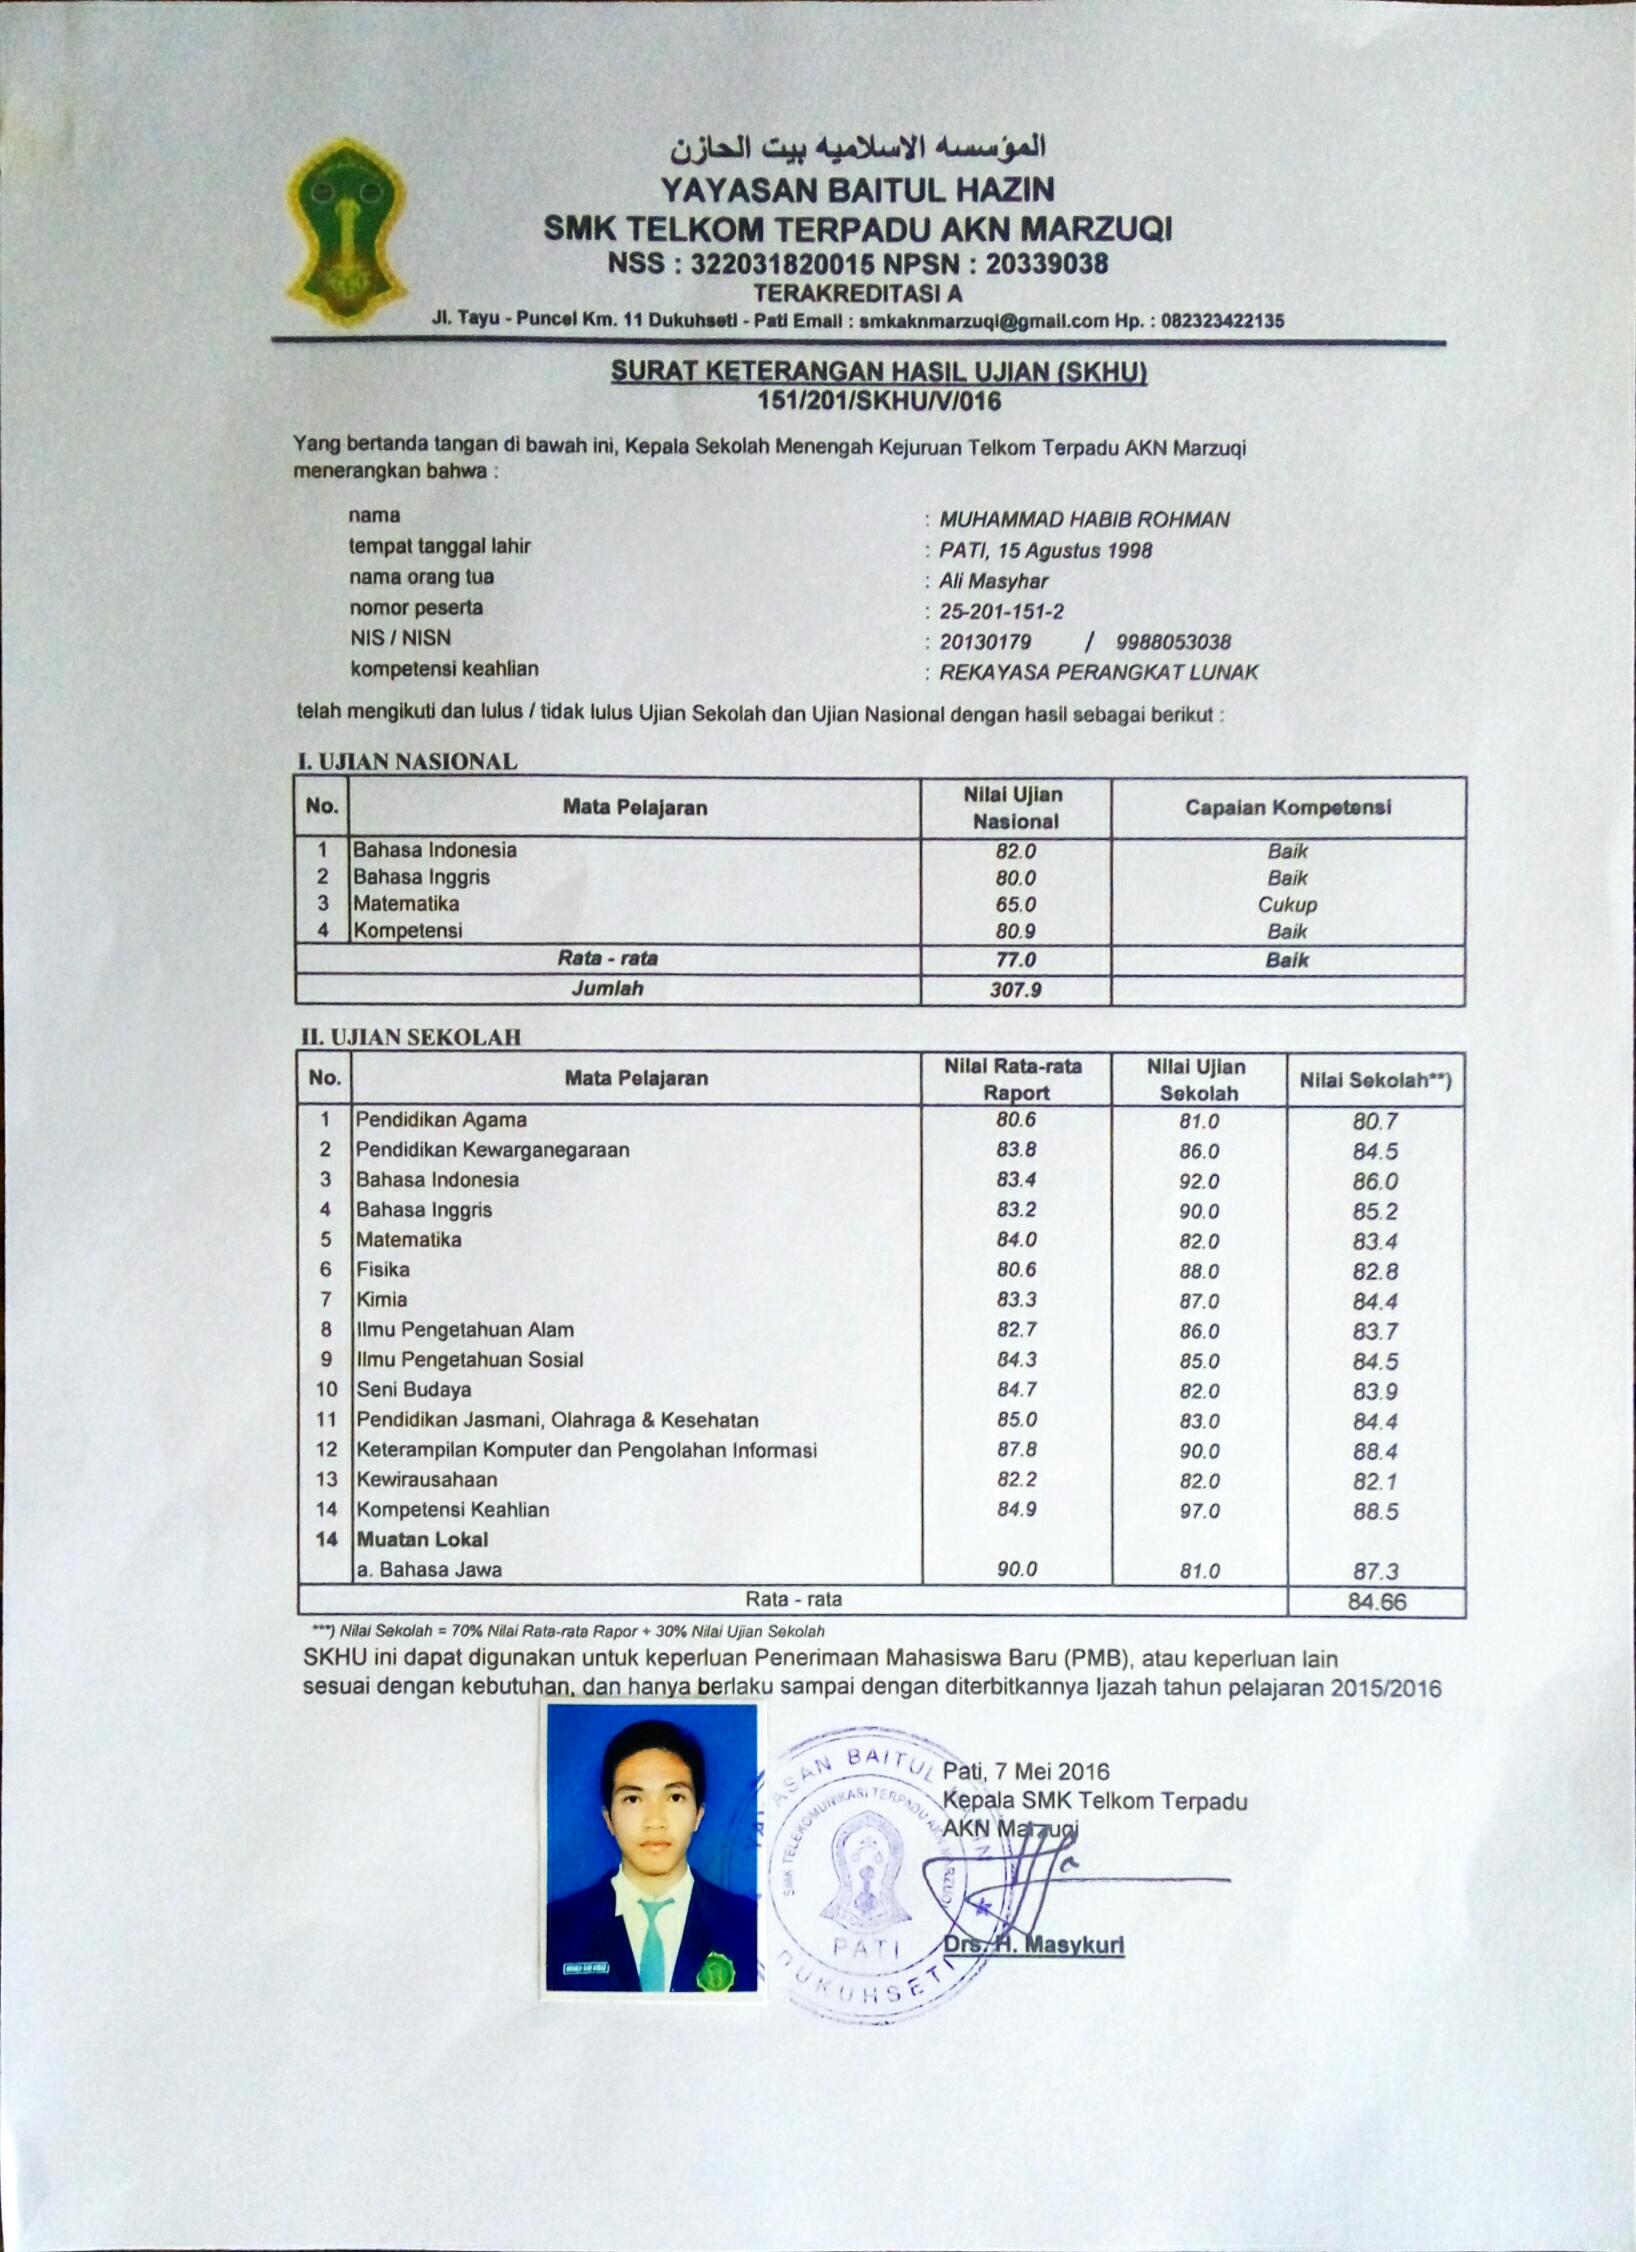 المؤسسه الاسلاميه بيت الحازن
YAYASAN BAITUL HAZIN
SMK TELKOM TERPADU AKN MARZUQI
NSS : 322031820015 NPSN : 20339038
TERAKREDITASI A
Jl. Tayu - Puncel Km. 11 Dukuhseti - Pati Email : smkaknmarzuqi@gmail.com Hp. : 082323422135
SURAT KETERANGAN HASIL UJIAN (SKHU)
151/201/SKHU/V/016
Yang bertanda tangan di bawah ini, Kepala Sekolah Menengah Kejuruan Telkom Terpadu AKN Marzuqi
menerangkan bahwa :
nama : MUHAMMAD HABIB ROHMAN
tempat tanggal lahir : PATI, 15 Agustus 1998
nama orang tua : Ali Masyhar
nomor peserta : 25-201-151-2
NIS / NISN : 20130179 / 9988053038
kompetensi keahlian : REKAYASA PERANGKAT LUNAK
telah mengikuti dan lulus / tidak lulus Ujian Sekolah dan Ujian Nasional dengan hasil sebagai berikut :
I. UJIAN NASIONAL
No. Mata Pelajaran Nilai Ujian Nasional Capaian Kompetensi
1 Bahasa Indonesia 82.0 Baik
2 Bahasa Inggris 80.0 Baik
3 Matematika 65.0 Cukup
4 Kompetensi 80.9 Baik
Rata - rata 77.0 Baik
Jumlah 307.9
II. UJIAN SEKOLAH
No. Mata Pelajaran Nilai Rata-rata Raport Nilai Ujian Sekolah Nilai Sekolah**)
1 Pendidikan Agama 80.6 81.0 80.7
2 Pendidikan Kewarganegaraan 83.8 86.0 84.5
3 Bahasa Indonesia 83.4 92.0 86.0
4 Bahasa Inggris 83.2 90.0 85.2
5 Matematika 84.0 82.0 83.4
6 Fisika 80.6 88.0 82.8
7 Kimia 83.3 87.0 84.4
8 Ilmu Pengetahuan Alam 82.7 86.0 83.7
9 Ilmu Pengetahuan Sosial 84.3 85.0 84.5
10 Seni Budaya 84.7 82.0 83.9
11 Pendidikan Jasmani, Olahraga & Kesehatan 85.0 83.0 84.4
12 Keterampilan Komputer dan Pengolahan Informasi 87.8 90.0 88.4
13 Kewirausahaan 82.2 82.0 82.1
14 Kompetensi Keahlian 84.9 97.0 88.5
14 Muatan Lokal
a. Bahasa Jawa 90.0 81.0 87.3
Rata - rata 84.66
***) Nilai Sekolah = 70% Nilai Rata-rata Rapor + 30% Nilai Ujian Sekolah
SKHU ini dapat digunakan untuk keperluan Penerimaan Mahasiswa Baru (PMB), atau keperluan lain
sesuai dengan kebutuhan, dan hanya berlaku sampai dengan diterbitkannya Ijazah tahun pelajaran 2015/2016
Pati, 7 Mei 2016
Kepala SMK Telkom Terpadu
AKN Marzuqi
Drs. H. Masykuri
YAYASAN BAITUL HAZIN
SMK TELEKOMUNIKASI TERPADU AKN MARZUQI
PATI
DUKUHSETI